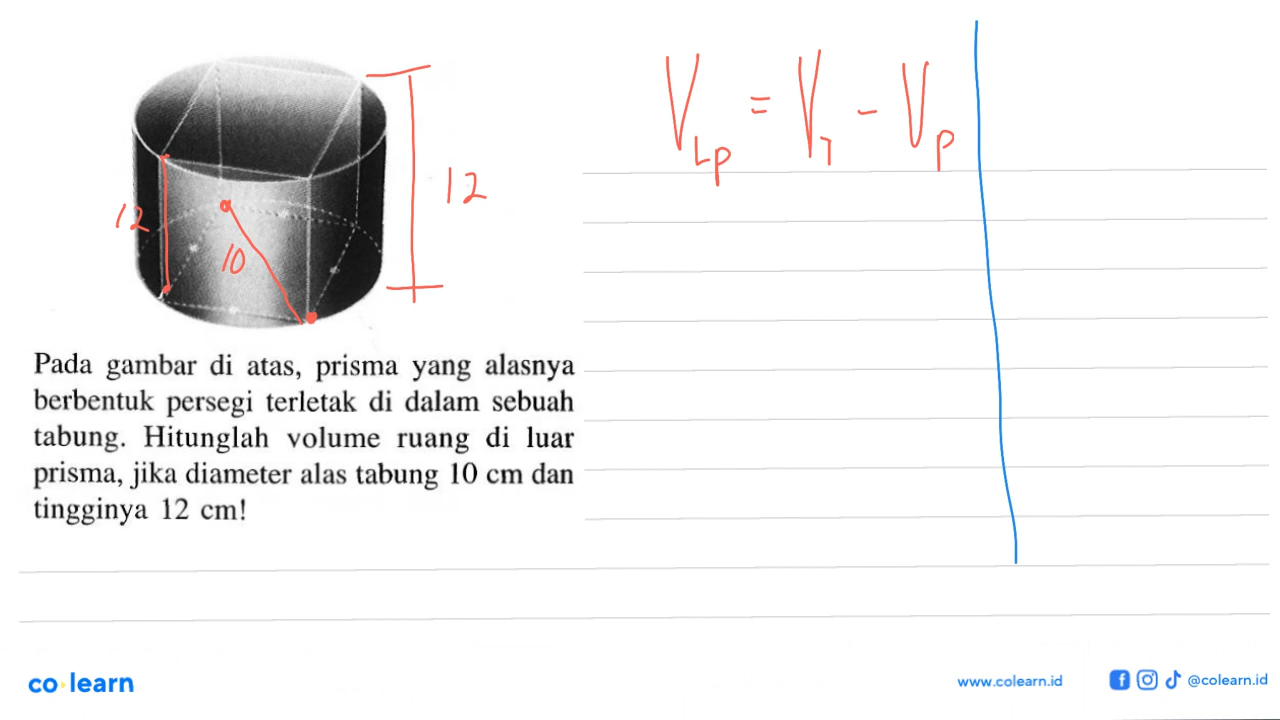 V_Lp = V_T - V_p
12
12
10
Pada gambar di atas, prisma yang alasnya
berbentuk persegi terletak di dalam sebuah
tabung. Hitunglah volume ruang di luar
prisma, jika diameter alas tabung 10 cm dan
tingginya 12 cm!
co learn
www.colearn.id
@colearn.id